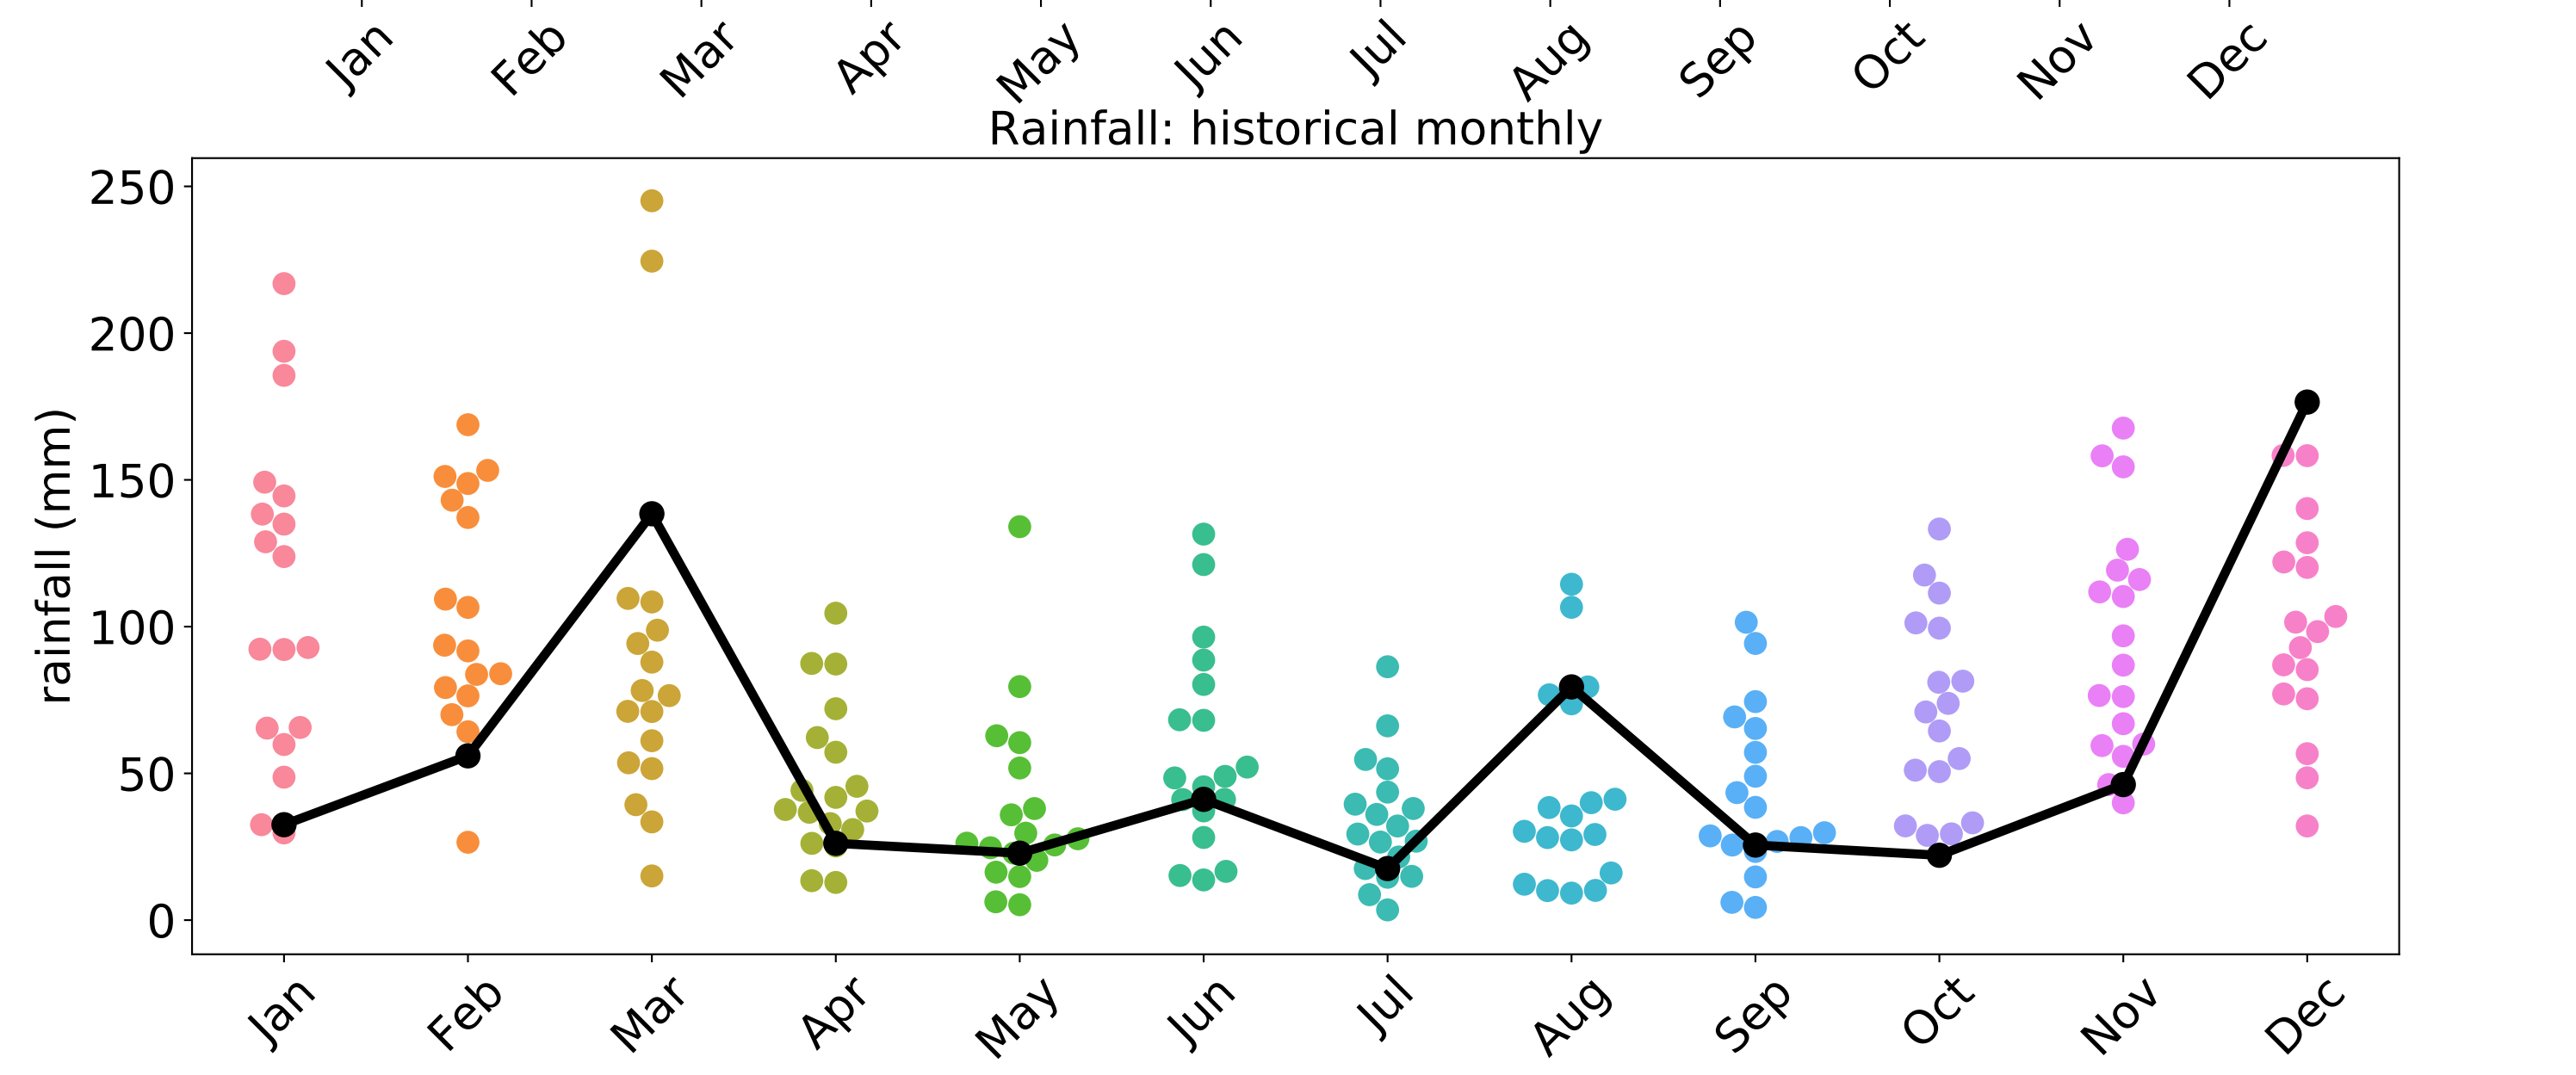 Jan Feb Mar Apr May Jun Jul Aug Sep Oct Nov Dec
Rainfall: historical monthly
250
200
150
100
50
0
rainfall (mm)
Jan Feb Mar Apr May Jun Jul Aug Sep Oct Nov Dec